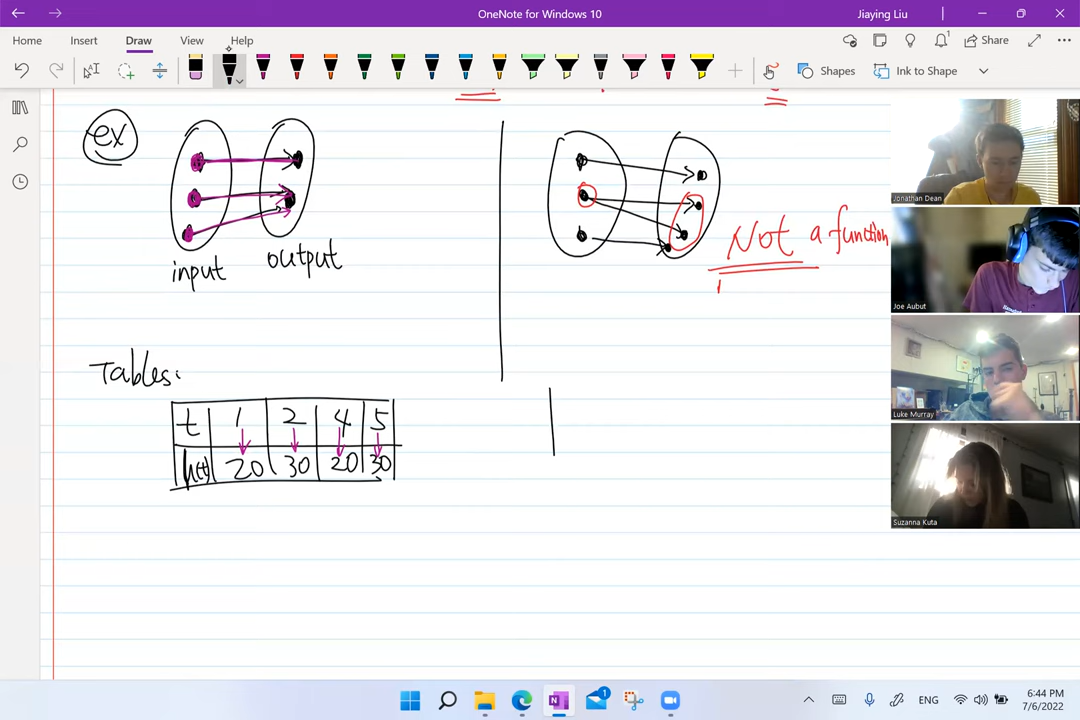 OneNote for Windows 10
Jiaying Liu
Home Insert Draw View Help
Share
Shapes
Ink to Shape
ex
input
output
Not a function
Tables:
t 1 2 4 5
h(t) 20 30 20 30
Jonathan Dean
Joe Aubut
Luke Murray
Suzanna Kuta
1
ENG
6:44 PM
7/6/2022